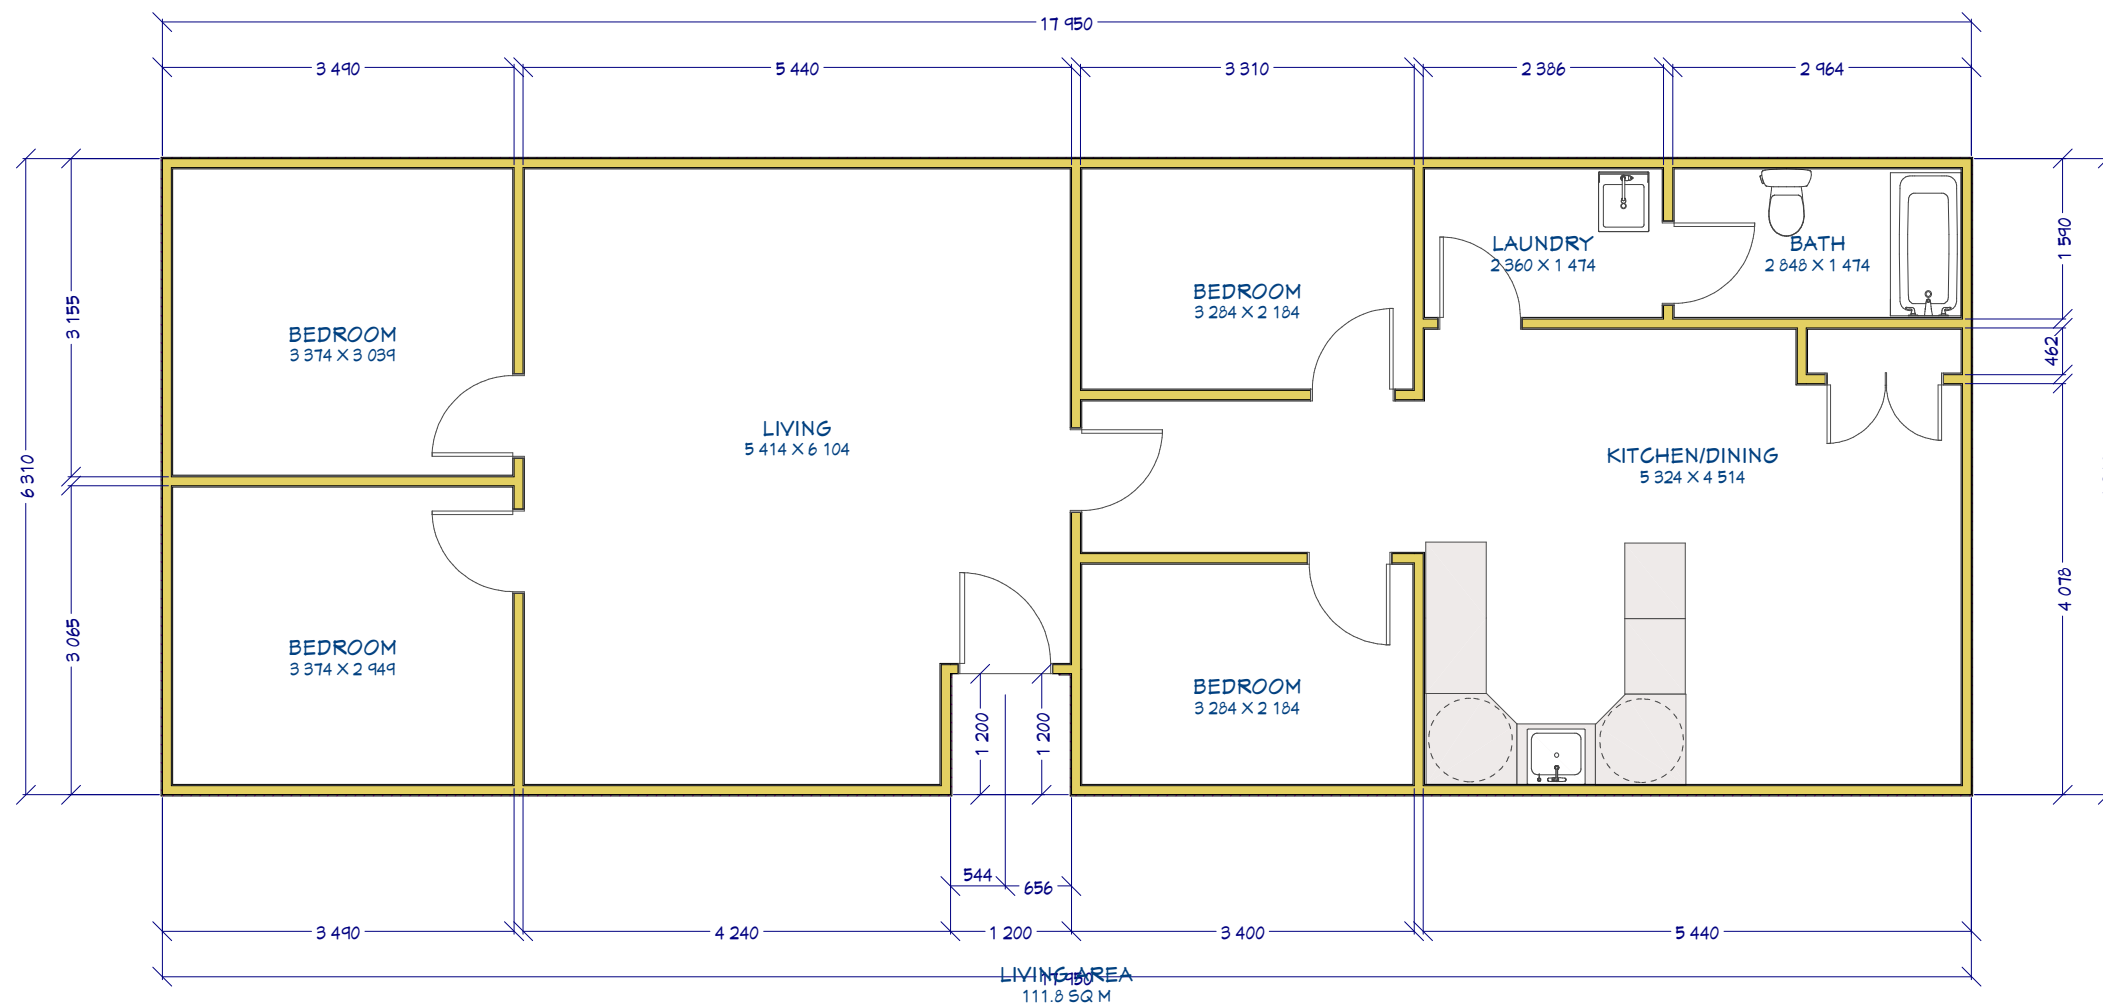 17 950
3 490
5 440
3 310
2 386
2 964
LAUNDRY
2 360 X 1 474
BATH
2 848 X 1 474
1 590
BEDROOM
3 284 X 2 184
3 155
BEDROOM
3 374 X 3 039
462
LIVING
5 414 X 6 104
KITCHEN/DINING
5 324 X 4 514
6 310
4 078
3 065
BEDROOM
3 374 X 2 949
BEDROOM
3 284 X 2 184
1 200
1 200
544
656
3 490
4 240
1 200
3 400
5 440
17 950
LIVING AREA
111.8 SQ M